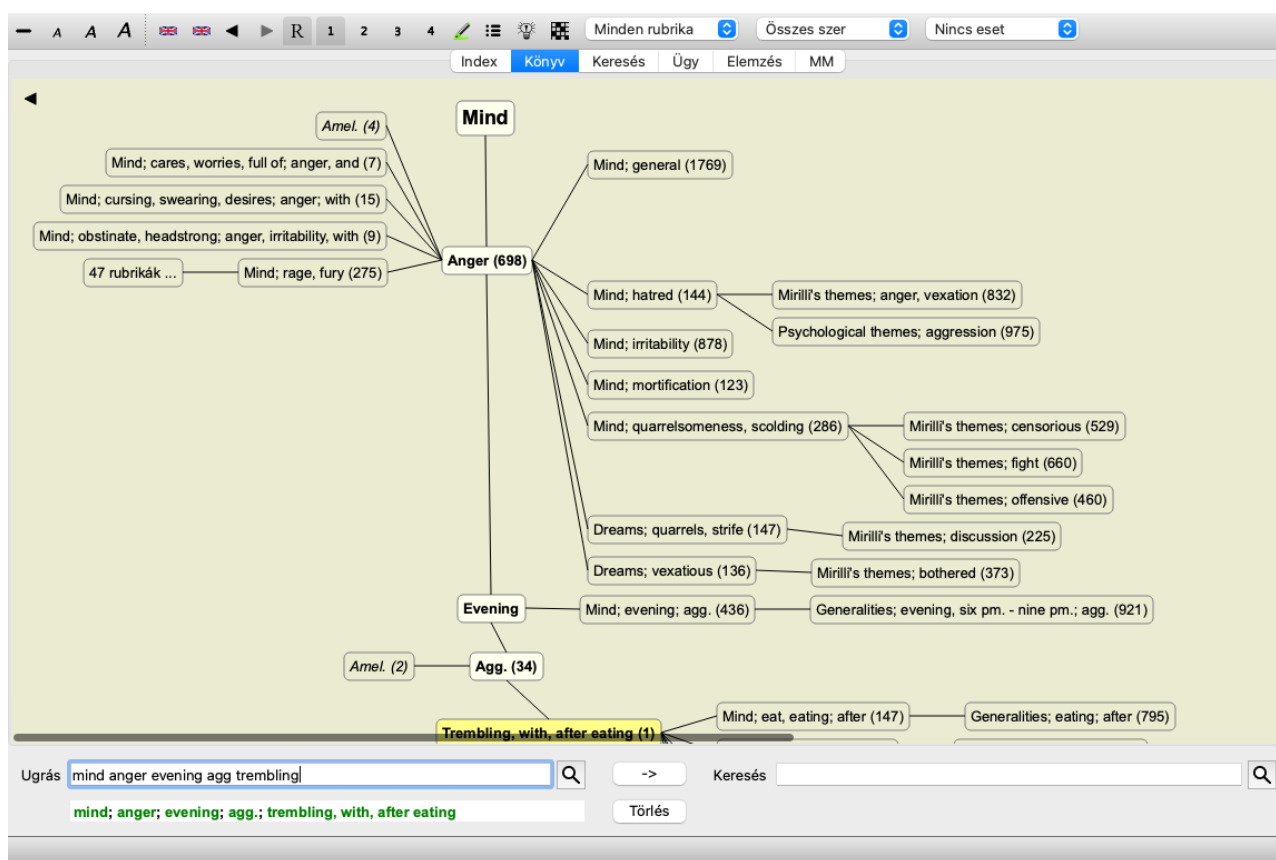 A A A R 1 2 3 4 Minden rubrika Összes szer Nincs eset
Index Könyv Keresés Ügy Elemzés MM
Mind
Amel. (4)
Mind; cares, worries, full of; anger, and (7)
Mind; cursing, swearing, desires; anger; with (15)
Mind; obstinate, headstrong; anger, irritability, with (9)
47 rubrikák ... Mind; rage, fury (275)
Anger (698)
Mind; general (1769)
Mind; hatred (144)
Mirilli's themes; anger, vexation (832)
Psychological themes; aggression (975)
Mind; irritability (878)
Mind; mortification (123)
Mind; quarrelsomeness, scolding (286)
Mirilli's themes; censorious (529)
Mirilli's themes; fight (660)
Mirilli's themes; offensive (460)
Dreams; quarrels, strife (147)
Mirilli's themes; discussion (225)
Dreams; vexatious (136)
Mirilli's themes; bothered (373)
Evening Mind; evening; agg. (436) Generalities; evening, six pm. - nine pm.; agg. (921)
Amel. (2) Agg. (34)
Trembling, with, after eating (1)
Mind; eat, eating; after (147) Generalities; eating; after (795)
Ugrás mind anger evening agg trembling -> Keresés
mind; anger; evening; agg.; trembling, with, after eating Törlés